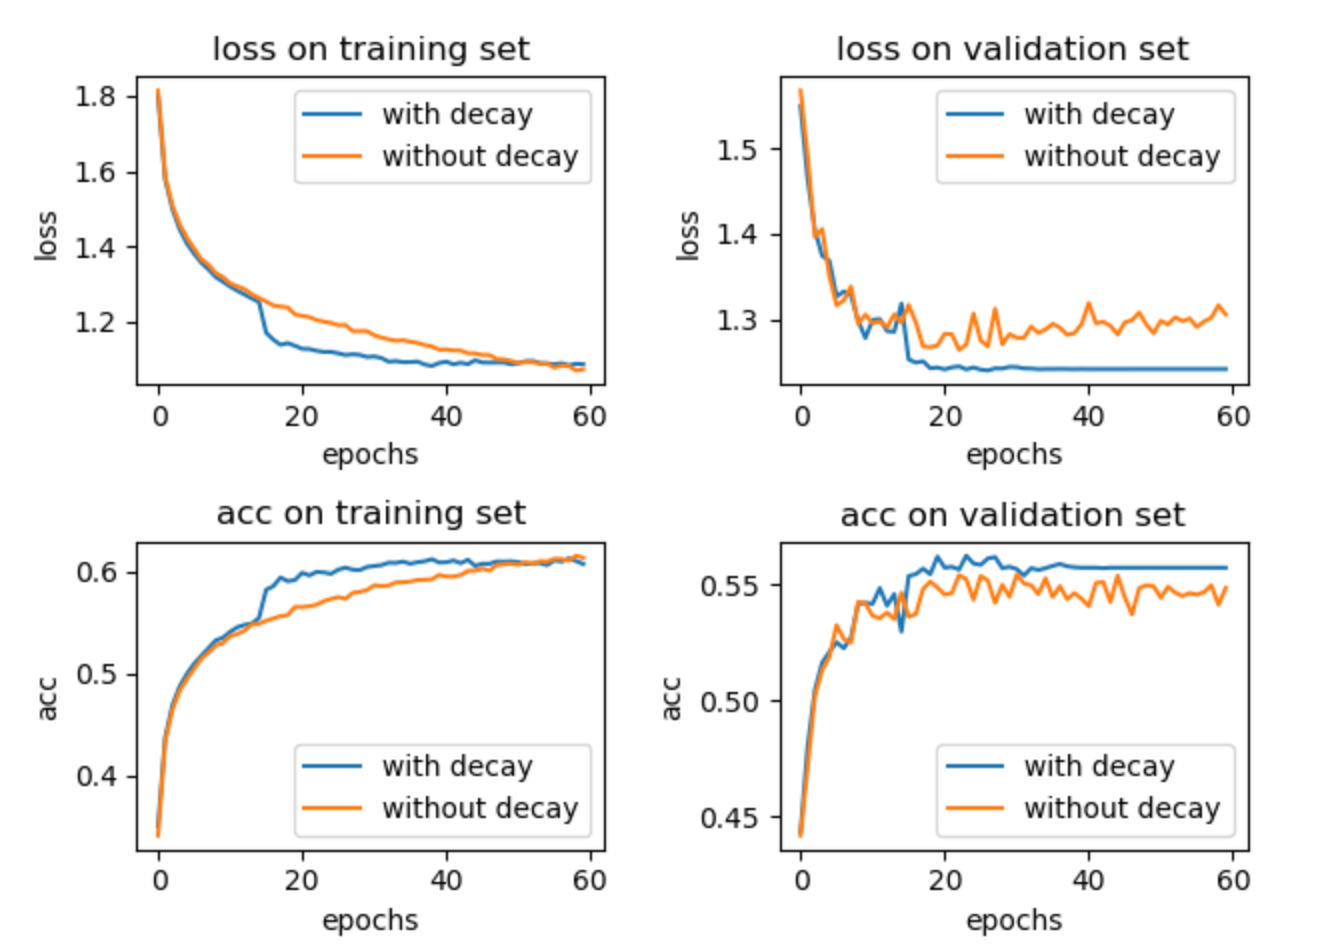 loss on training set
1.8
1.6
1.4
1.2
loss
with decay
without decay
0 20 40 60
epochs
loss on validation set
1.5
1.4
1.3
loss
with decay
without decay
0 20 40 60
epochs
acc on training set
0.6
0.5
0.4
acc
with decay
without decay
0 20 40 60
epochs
acc on validation set
0.55
0.50
0.45
acc
with decay
without decay
0 20 40 60
epochs